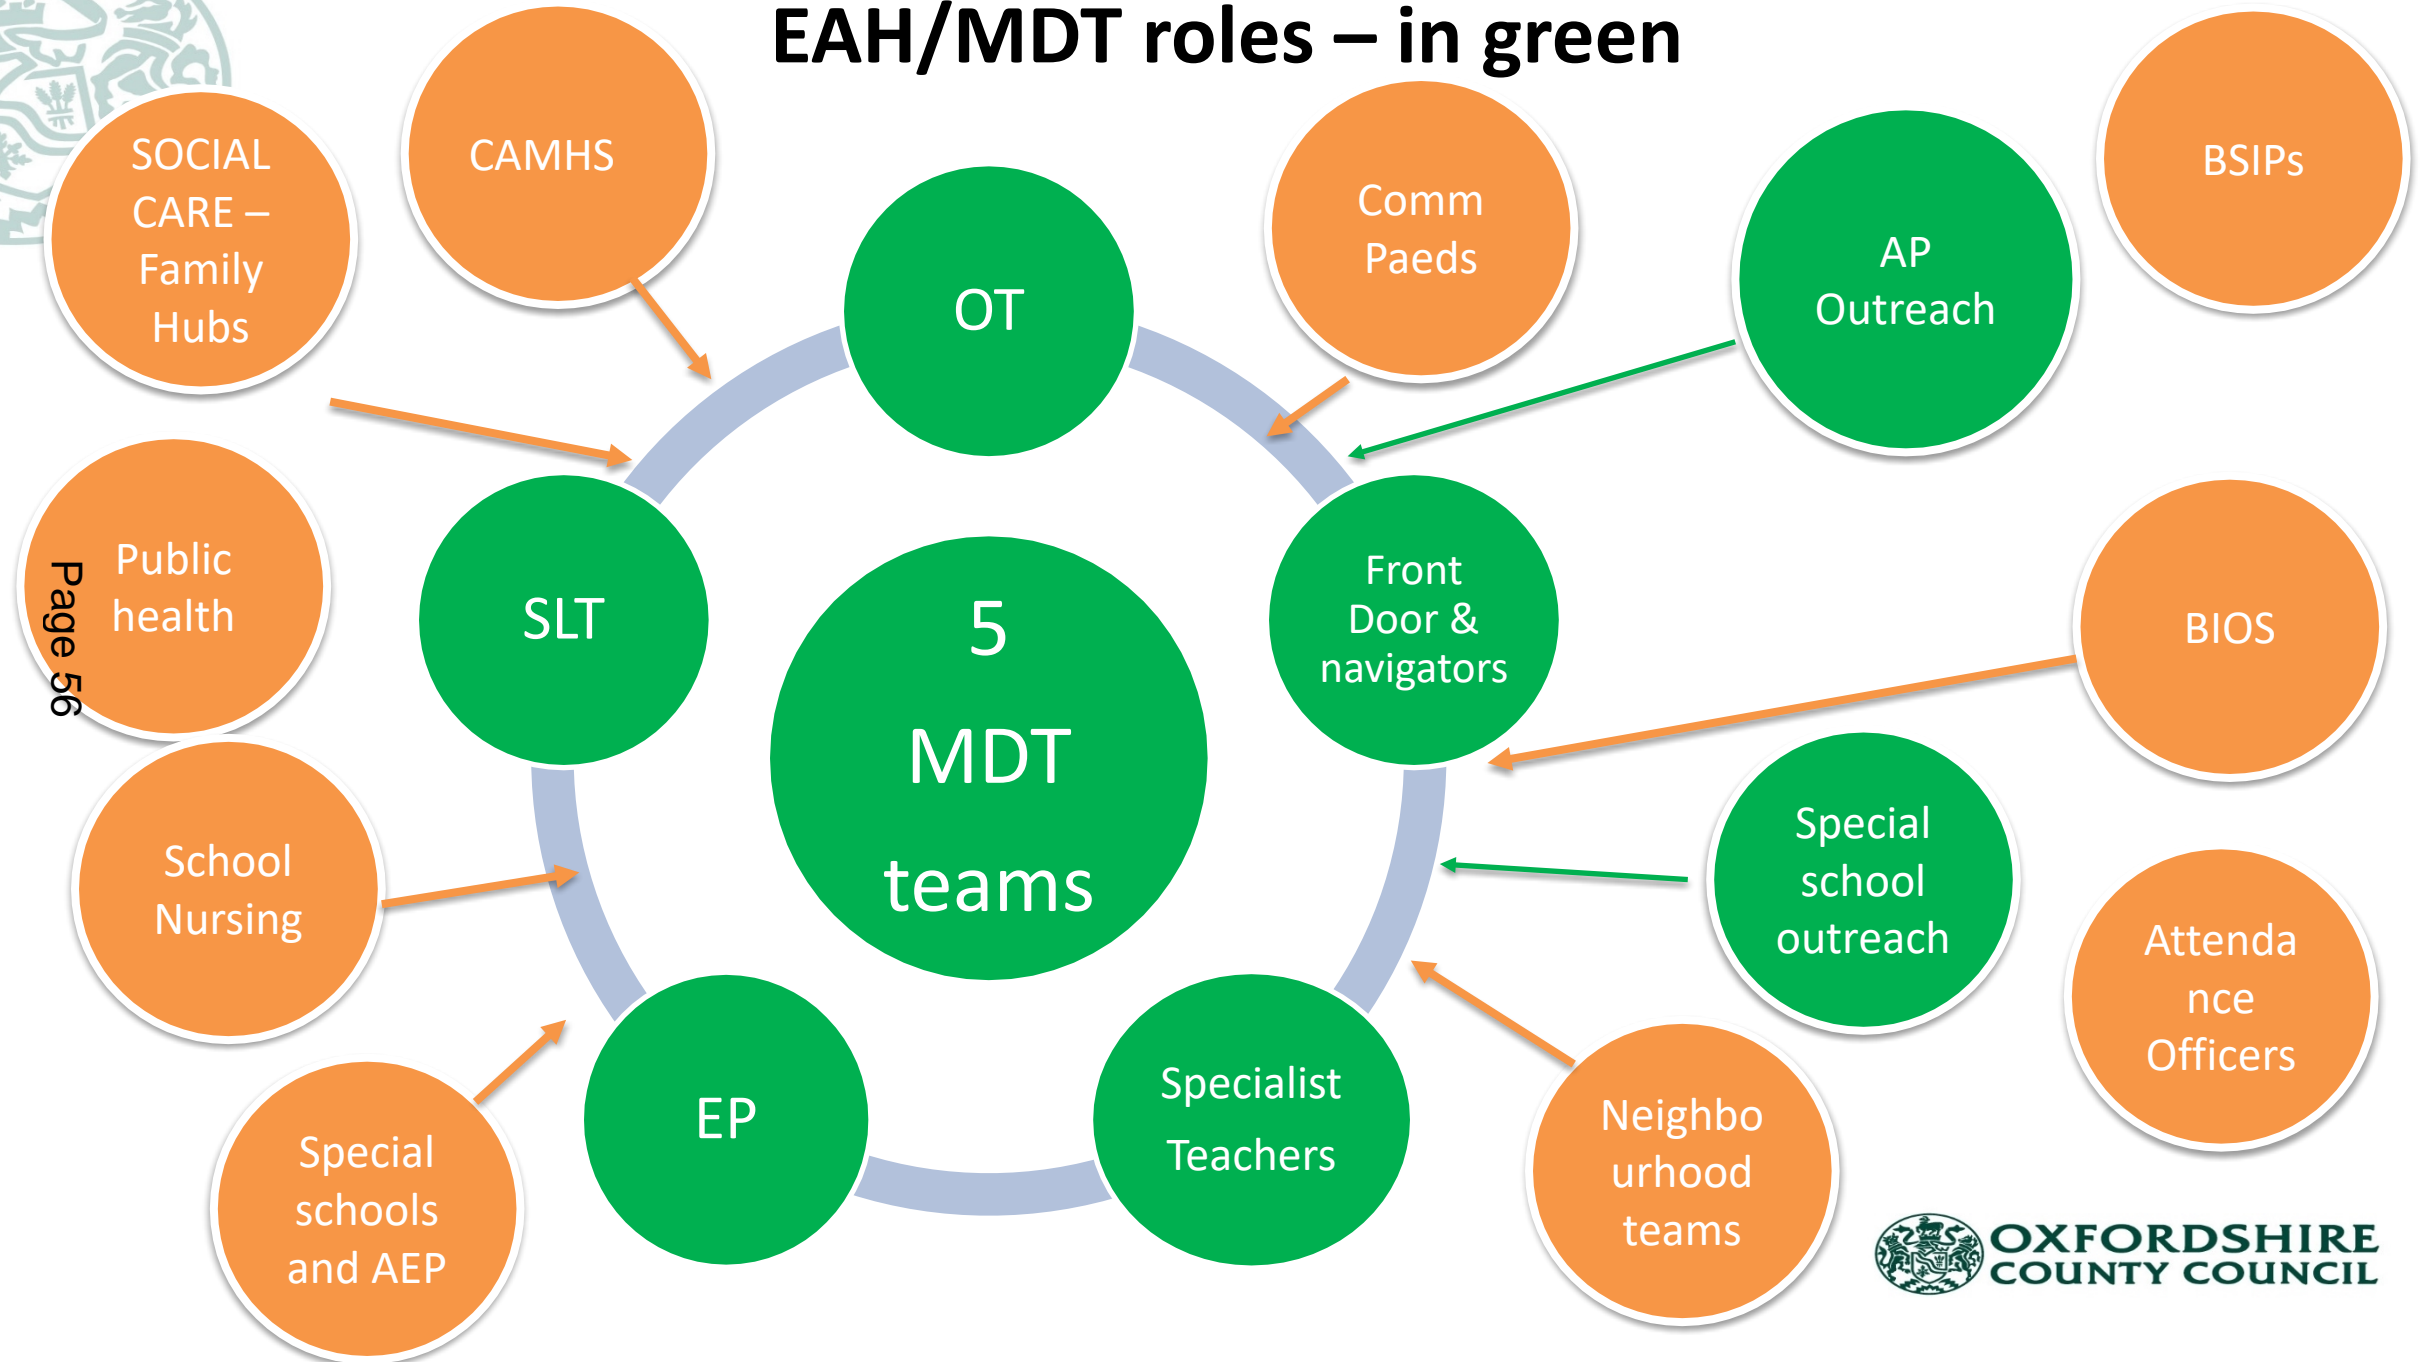 EAH/MDT roles – in green
SOCIAL
CARE –
Family
Hubs
CAMHS
OT
Comm
Paeds
AP
Outreach
BSIPs
Public
health
Page 56
SLT
5
MDT
teams
Front
Door &
navigators
BIOS
School
Nursing
Special
school
outreach
Attenda
nce
Officers
Special
schools
and AEP
EP
Specialist
Teachers
Neighbo
urhood
teams
OXFORDSHIRE
COUNTY COUNCIL